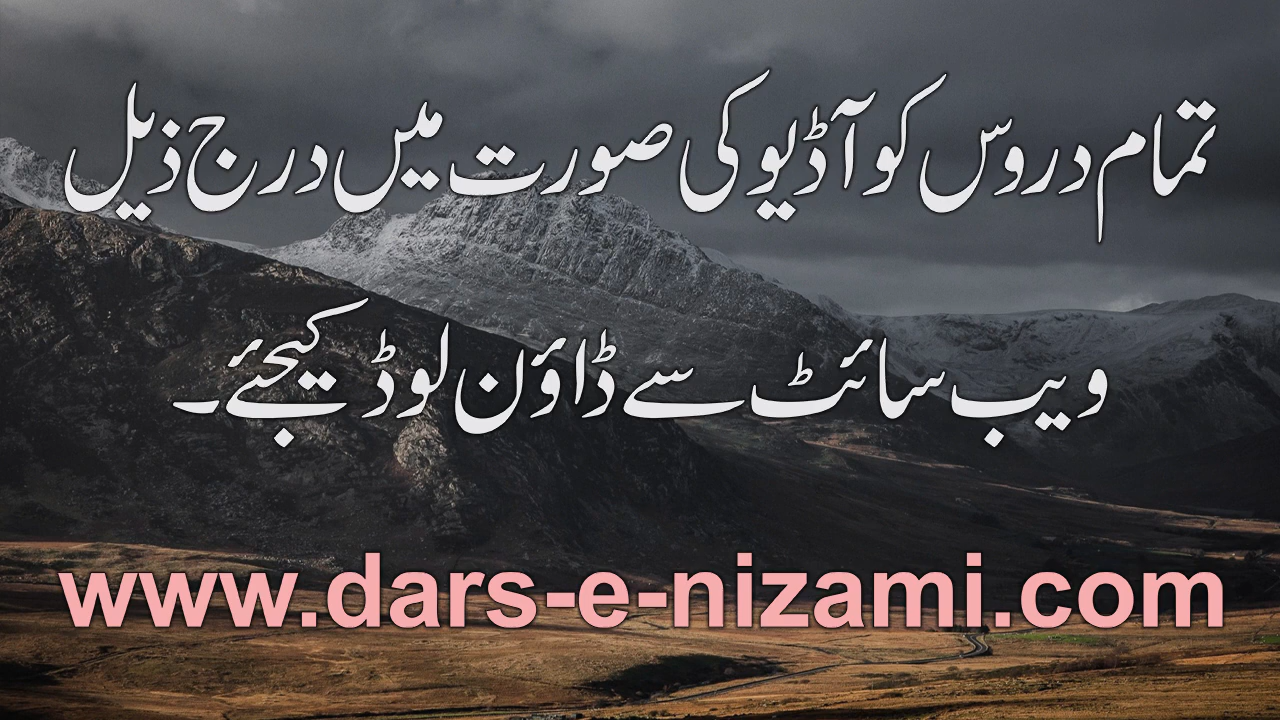 تمام دروس کو آڈیو کی صورت میں درج ذیل
ویب سائٹ سے ڈاؤن لوڈ کیجئے۔
www.dars-e-nizami.com